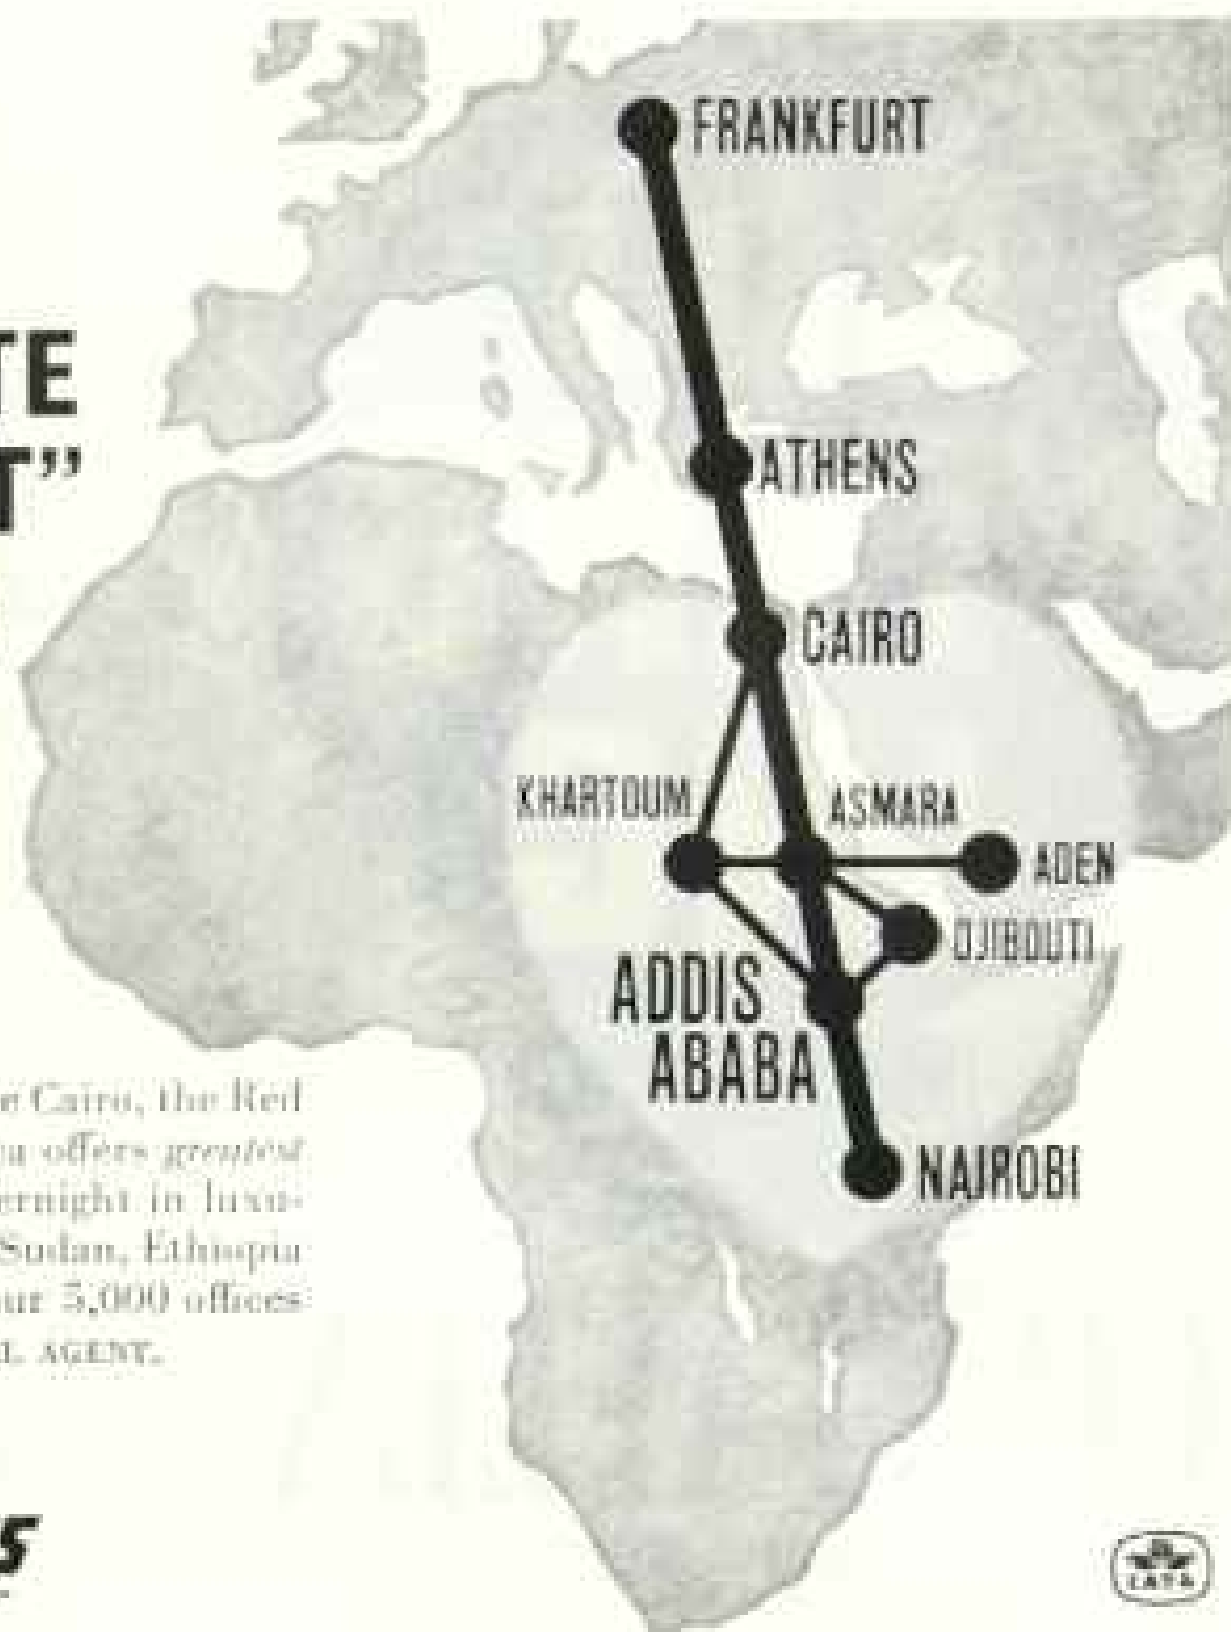 TE
T”
FRANKFURT
ATHENS
CAIRO
KHARTOUM
ASMARA
ADEN
DJIBOUTI
ADDIS
ABABA
NAIROBI
e Cairo, the Red
a offers greatest
ernight in luxu-
Sudan, Ethiopia
ur 5,000 offices
L AGENT.
S
IATA